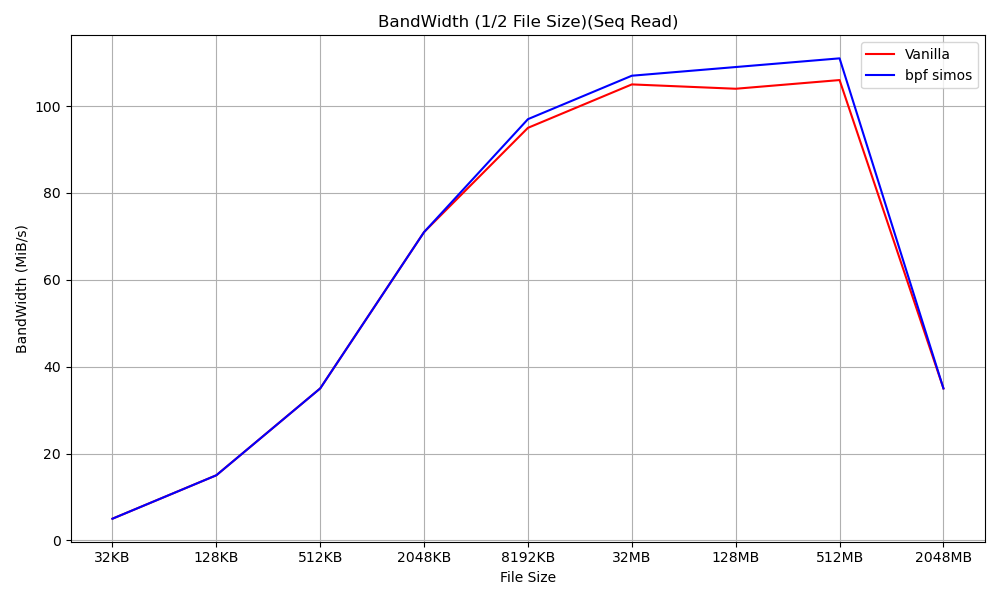 BandWidth (1/2 File Size)(Seq Read)
Vanilla
bpf simos
BandWidth (MiB/s)
100
80
60
40
20
0
32KB 128KB 512KB 2048KB 8192KB 32MB 128MB 512MB 2048MB
File Size